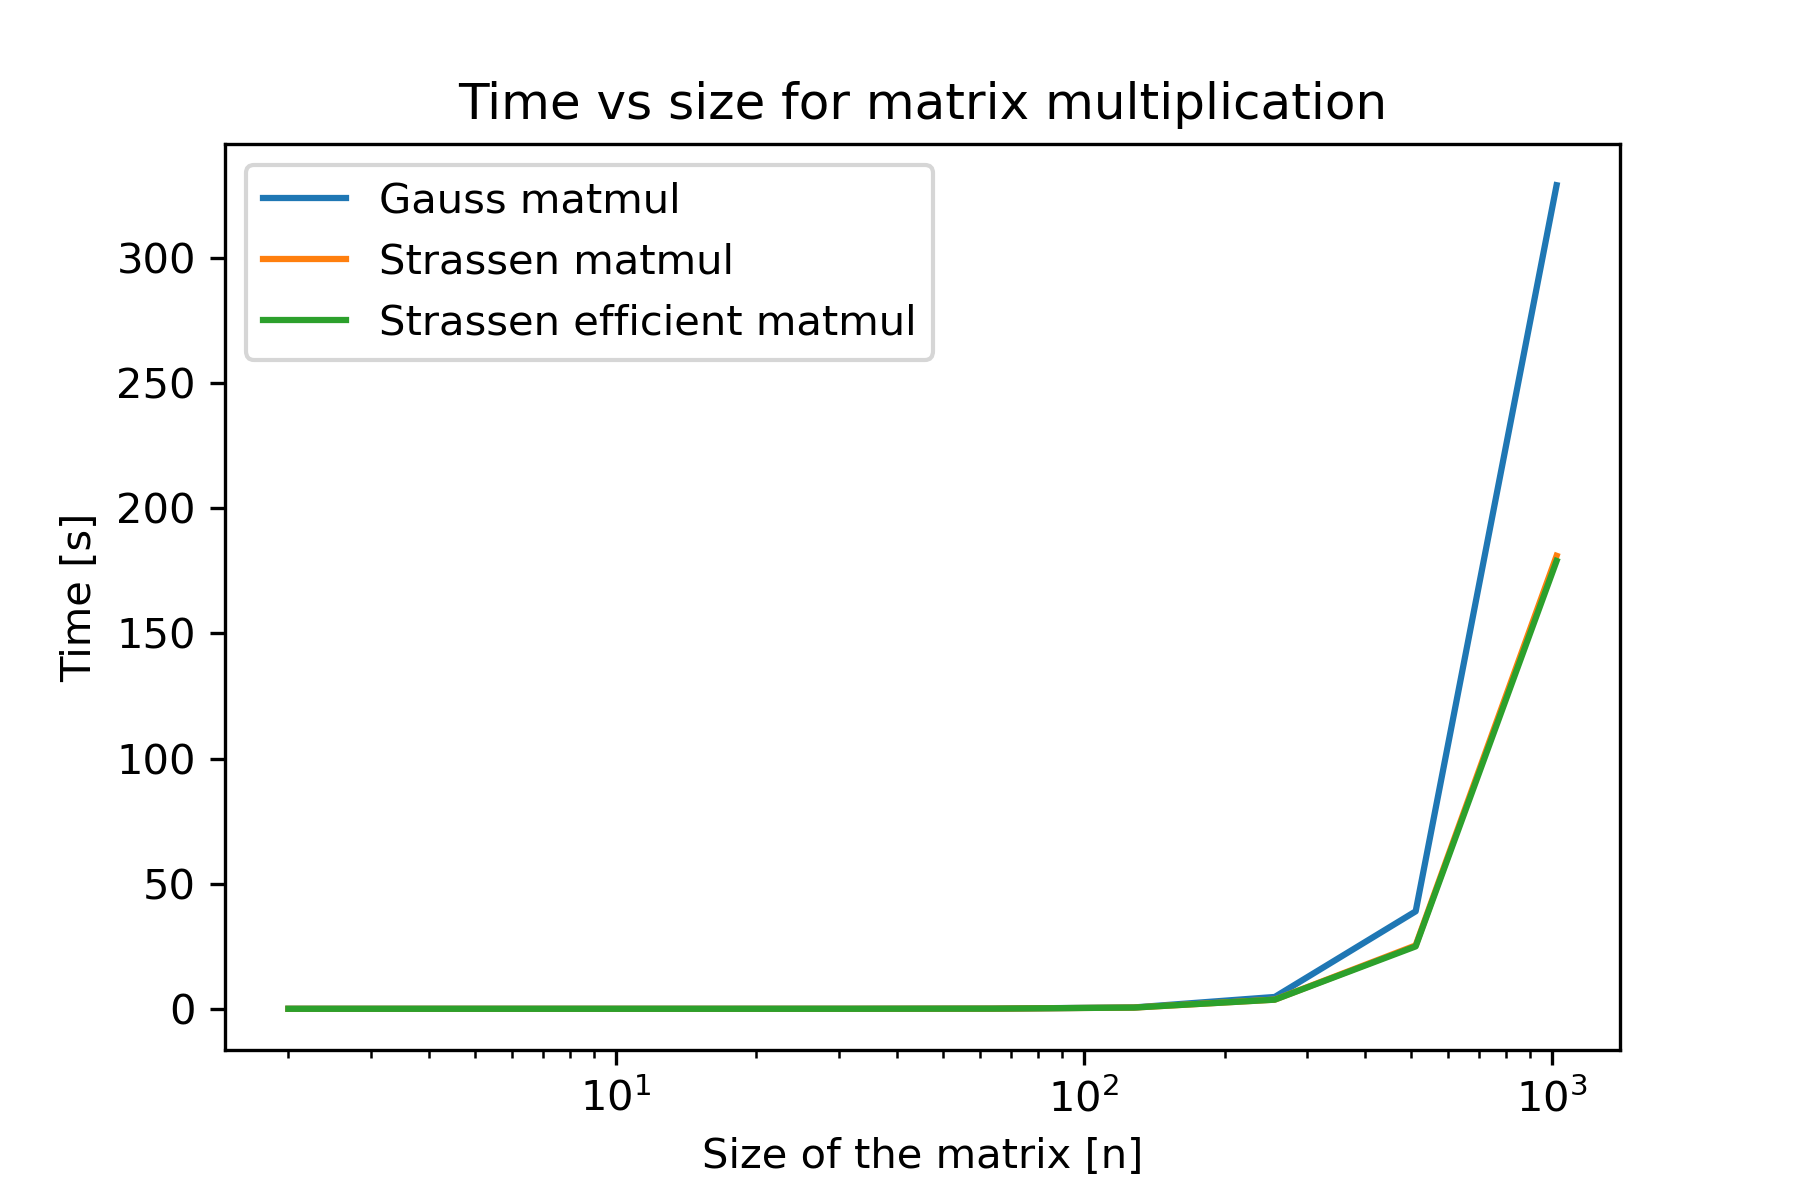 Time vs size for matrix multiplication
Gauss matmul
Strassen matmul
Strassen efficient matmul
300
250
200
150
100
50
0
Time [s]
10¹ 10² 10³
Size of the matrix [n]